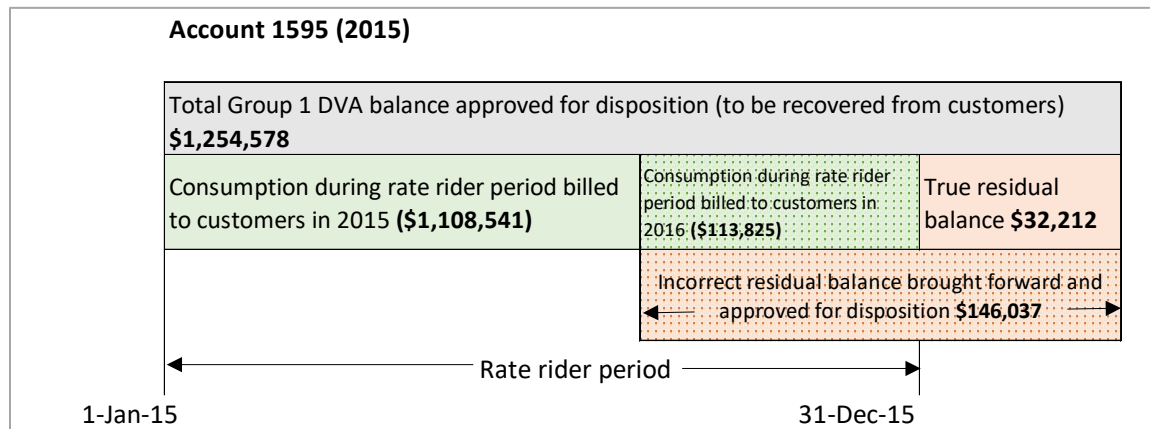 Account 1595 (2015)
Total Group 1 DVA balance approved for disposition (to be recovered from customers)
$1,254,578
Consumption during rate rider period billed
to customers in 2015 ($1,108,541)
Consumption during rate rider
period billed to customers in
2016 ($113,825)
True residual
balance $32,212
Incorrect residual balance brought forward and
approved for disposition $146,037
Rate rider period
1-Jan-15
31-Dec-15